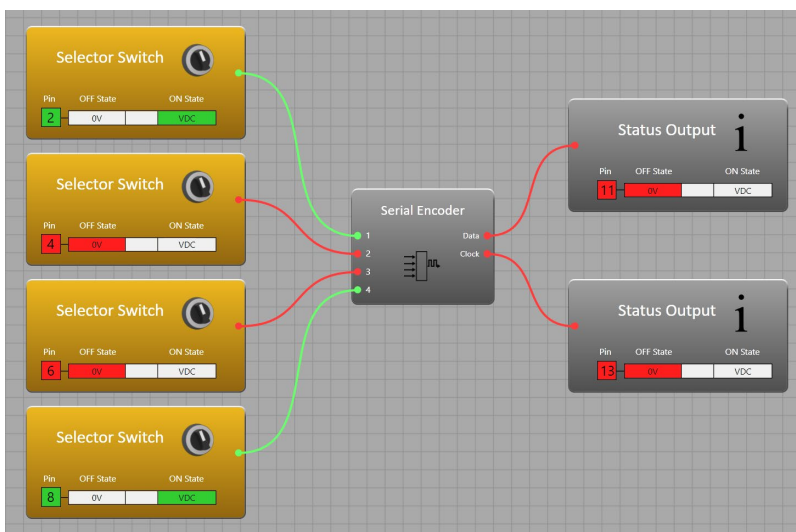 Selector Switch
Pin OFF State ON State
2 0V VDC
Selector Switch
Pin OFF State ON State
4 0V VDC
Selector Switch
Pin OFF State ON State
6 0V VDC
Selector Switch
Pin OFF State ON State
8 0V VDC
Serial Encoder
1 Data
2 Clock
3
4
Status Output i
Pin OFF State ON State
11 0V VDC
Status Output i
Pin OFF State ON State
13 0V VDC